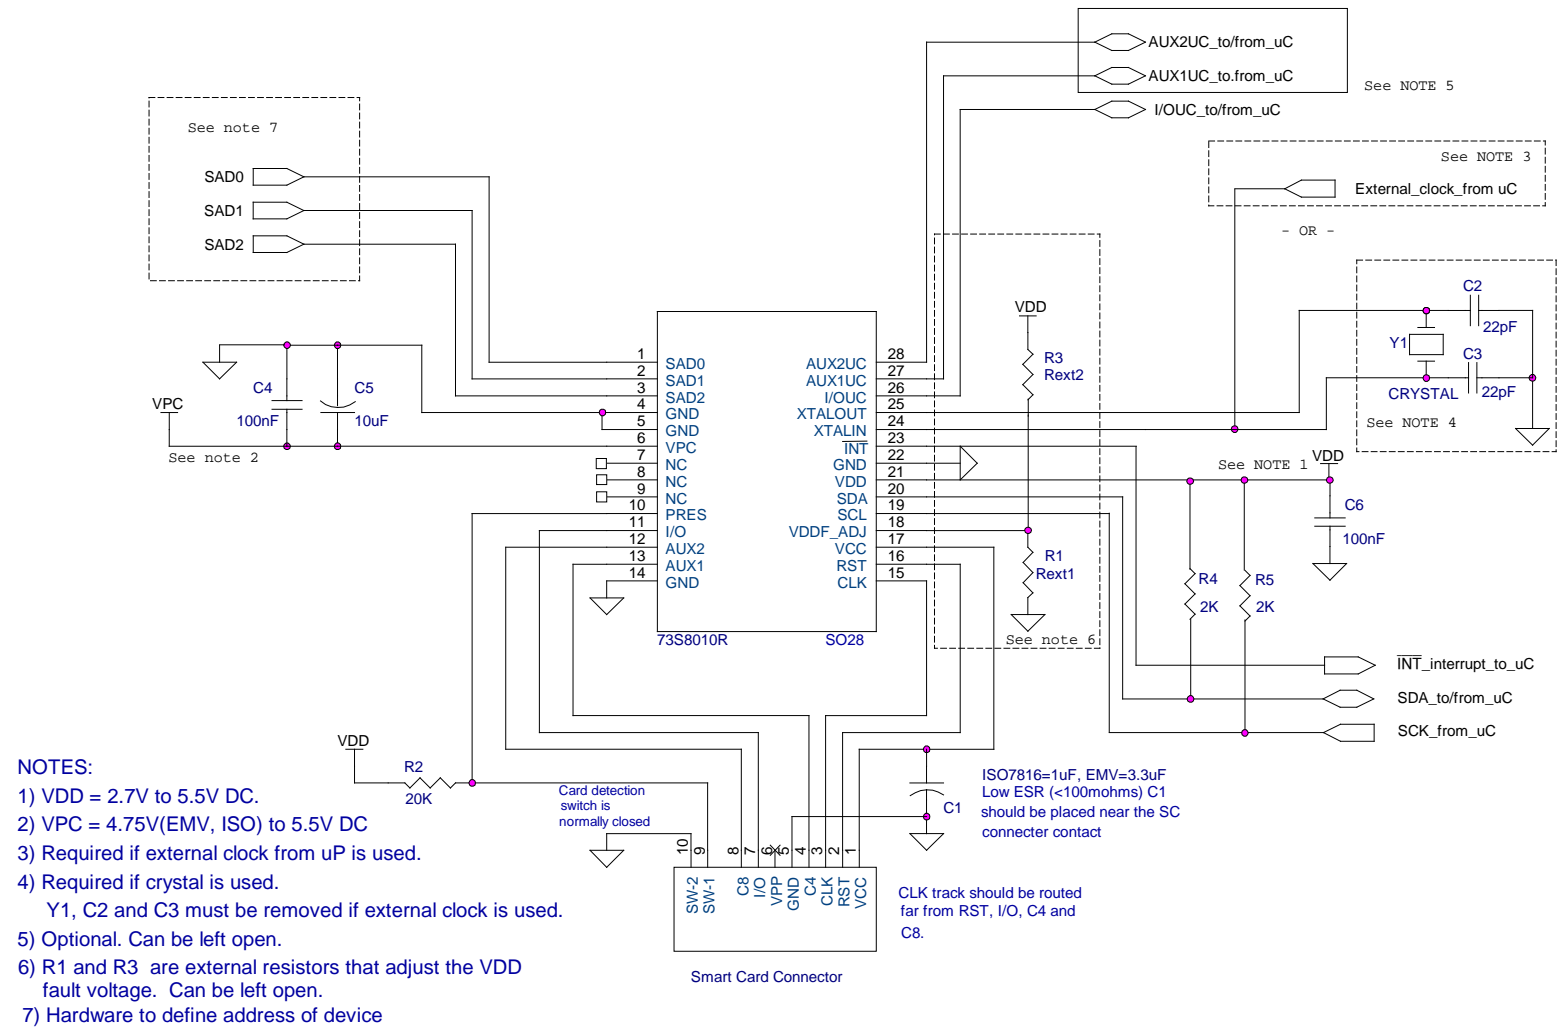 AUX2UC_to/from_uC
AUX1UC_to.from_uC
See NOTE 5
I/OUC_to/from_uC
See note 7
SAD0
SAD1
SAD2
See NOTE 3
External_clock_from uC
- OR -
C2
22pF
Y1
C3
22pF
CRYSTAL
See NOTE 4
VDD
R3
Rext2
R1
Rext1
See note 6
C4
100nF
C5
10uF
VPC
See note 2
1
2
3
4
5
6
7
8
9
10
11
12
13
14
SAD0
SAD1
SAD2
GND
GND
VPC
NC
NC
NC
PRES
I/O
AUX2
AUX1
GND
AUX2UC
AUX1UC
I/OUC
XTALOUT
XTALIN
INT
GND
VDD
SDA
SCL
VDDF_ADJ
VCC
RST
CLK
28
27
26
25
24
23
22
21
20
19
18
17
16
15
73S8010R
SO28
See NOTE 1
VDD
C6
100nF
R4
2K
R5
2K
INT_interrupt_to_uC
SDA_to/from_uC
SCK_from_uC
VDD
R2
20K
Card detection
switch is
normally closed
C1
ISO7816=1uF, EMV=3.3uF
Low ESR (<100mohms) C1
should be placed near the SC
connecter contact
10
9
8
7
6
5
4
3
2
1
SW-2
SW-1
C8
I/O
VPP
GND
C4
CLK
RST
VCC
CLK track should be routed
far from RST, I/O, C4 and
C8.
Smart Card Connector
NOTES:
1) VDD = 2.7V to 5.5V DC.
2) VPC = 4.75V(EMV, ISO) to 5.5V DC
3) Required if external clock from uP is used.
4) Required if crystal is used.
Y1, C2 and C3 must be removed if external clock is used.
5) Optional. Can be left open.
6) R1 and R3 are external resistors that adjust the VDD
fault voltage. Can be left open.
7) Hardware to define address of device